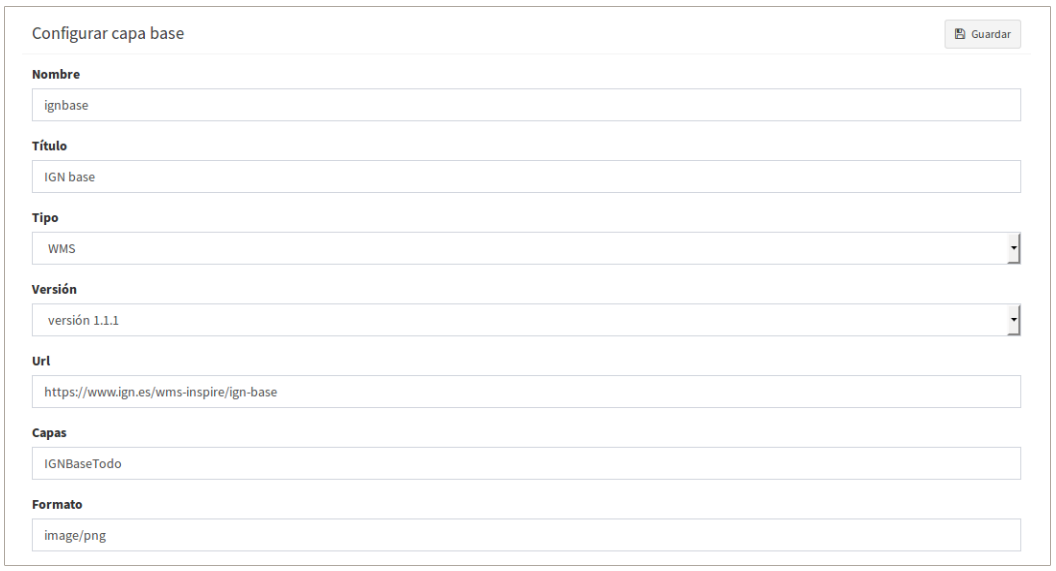 Configurar capa base
Guardar
Nombre
ignbase
Título
IGN base
Tipo
WMS
Versión
versión 1.1.1
Url
https://www.ign.es/wms-inspire/ign-base
Capas
IGNBaseTodo
Formato
image/png